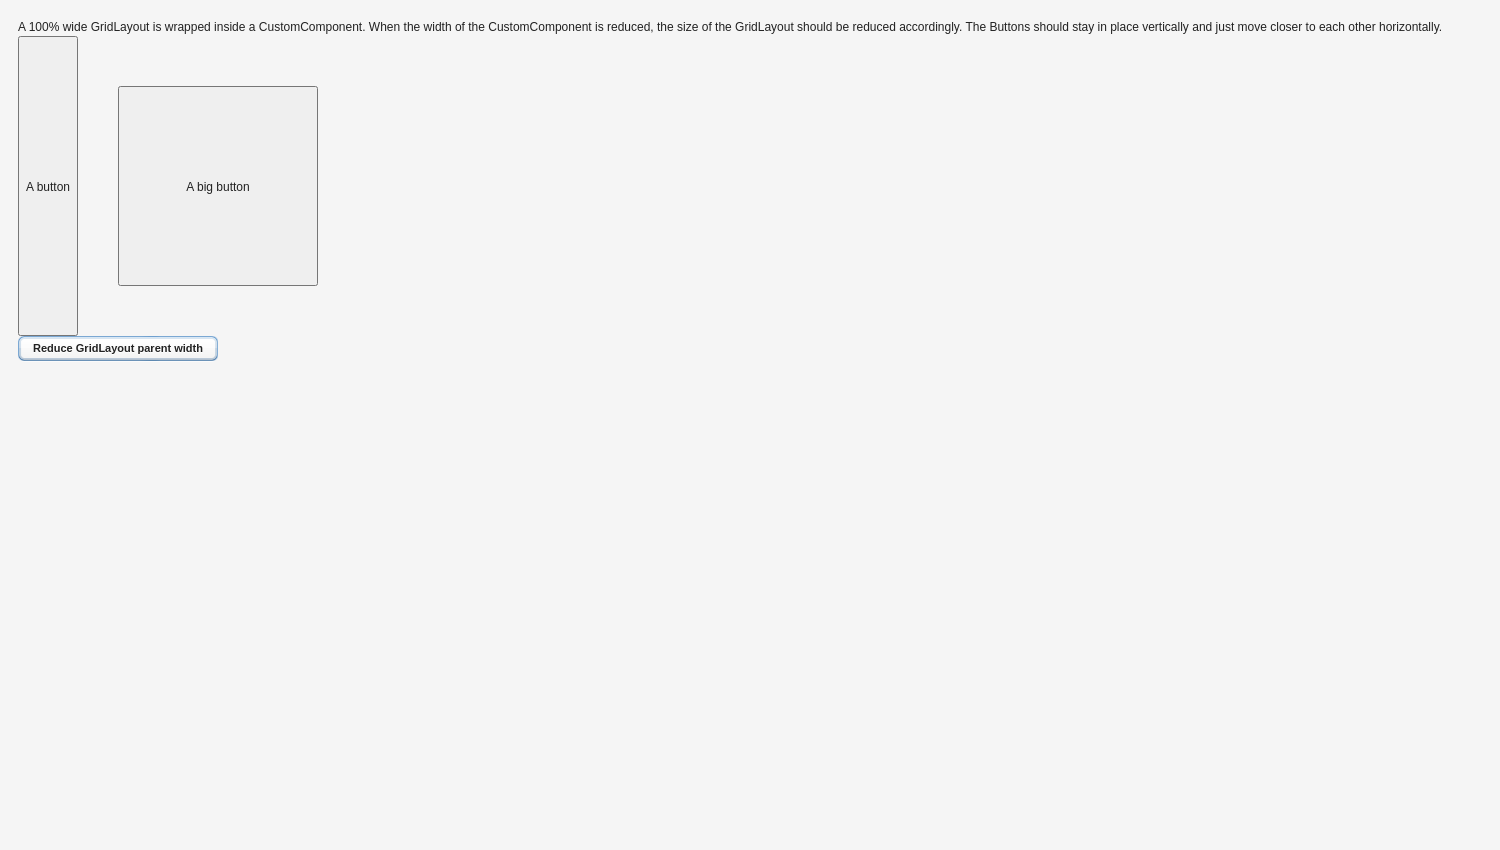 A 100% wide GridLayout is wrapped inside a CustomComponent. When the width of the CustomComponent is reduced, the size of the GridLayout should be reduced accordingly. The Buttons should stay in place vertically and just move closer to each other horizontally.
A button
A big button
Reduce GridLayout parent width